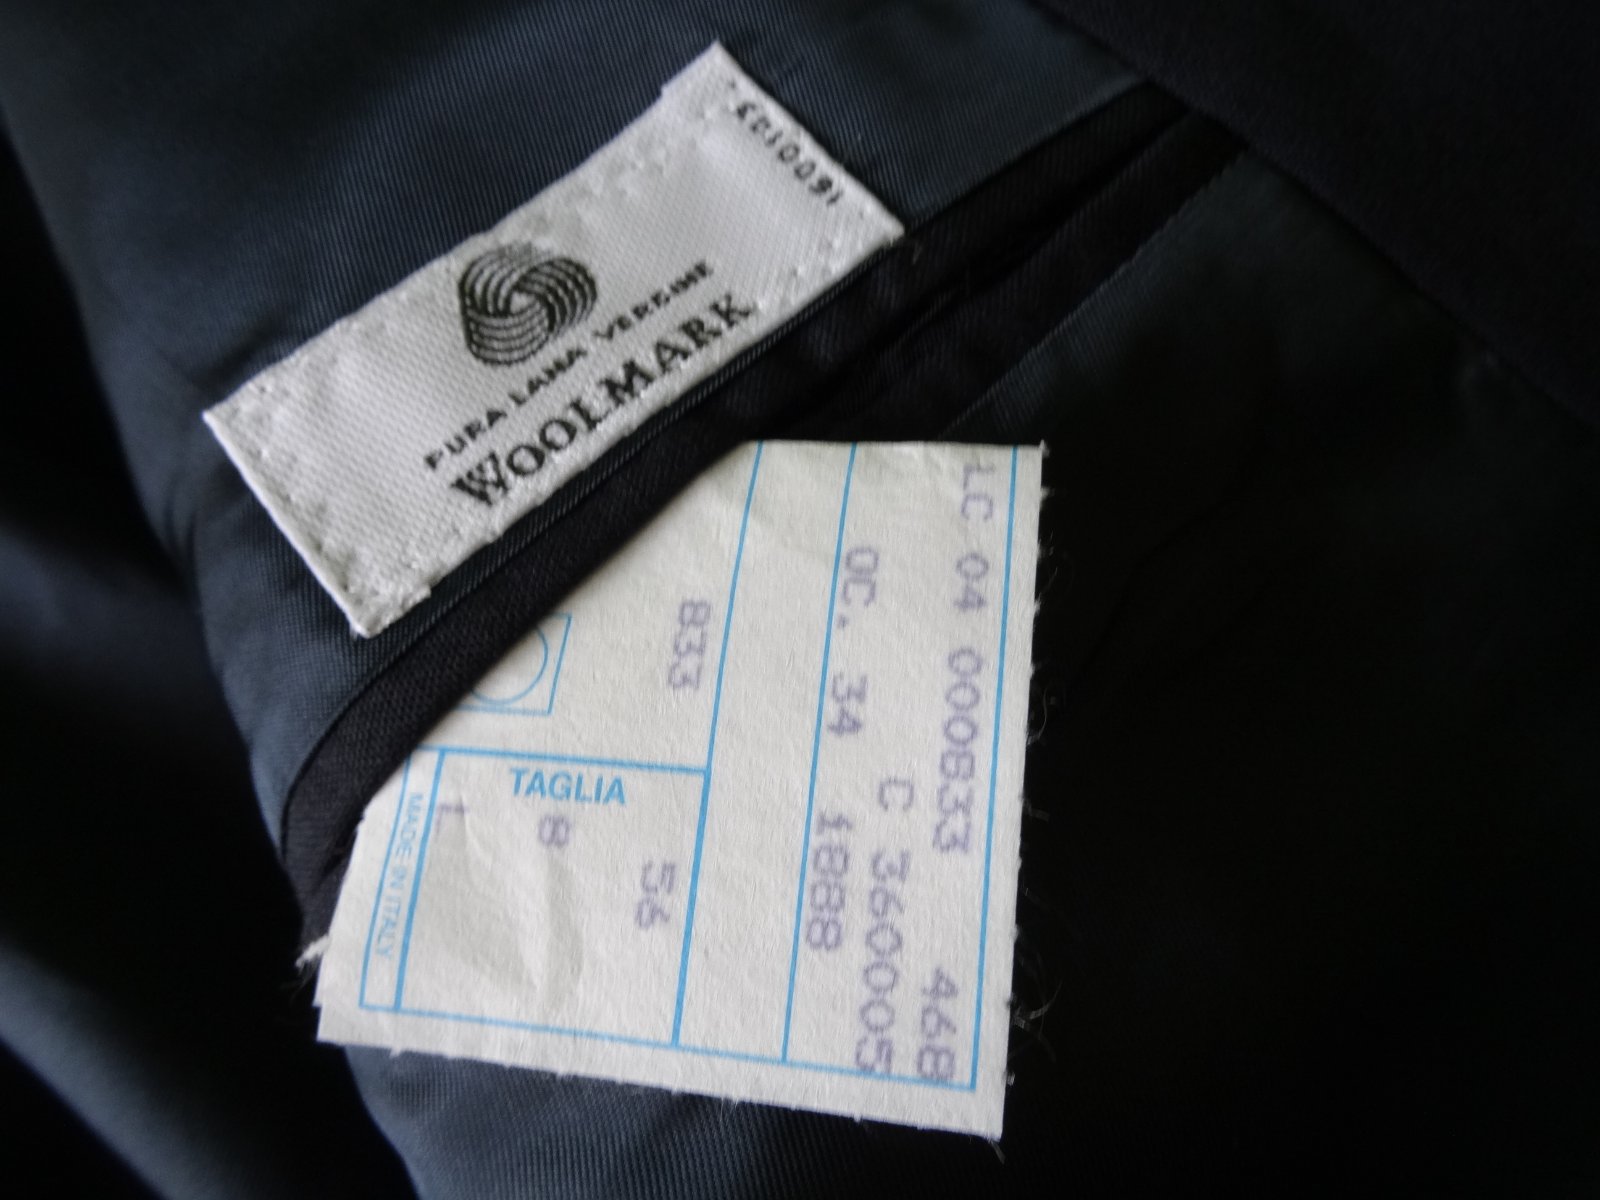 1600123
PURA LANA VERGINE
WOOLMARK
LC 04 000833 468
C 3600005
OC. 34 1888
833
TAGLIA
56
8
L
MADE IN ITALY